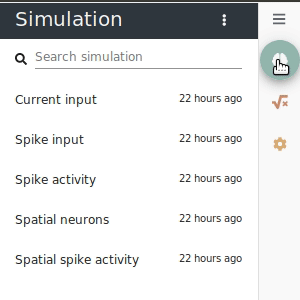 Simulation
Search simulation
Current input 22 hours ago
Spike input 22 hours ago
Spike activity 22 hours ago
Spatial neurons 22 hours ago
Spatial spike activity 22 hours ago